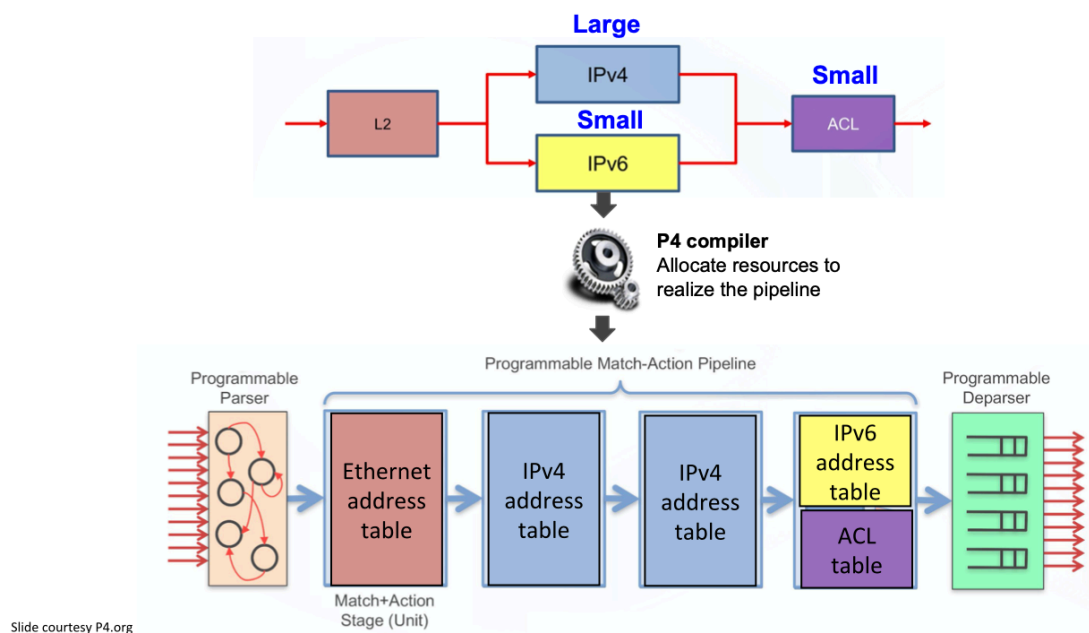 Large
IPv4
Small
L2
Small
IPv6
ACL
P4 compiler
Allocate resources to
realize the pipeline
Programmable Match-Action Pipeline
Programmable
Parser
Programmable
Deparser
Ethernet
address
table
IPv4
address
table
IPv4
address
table
IPv6
address
table
ACL
table
Match+Action
Stage (Unit)
Slide courtesy P4.org